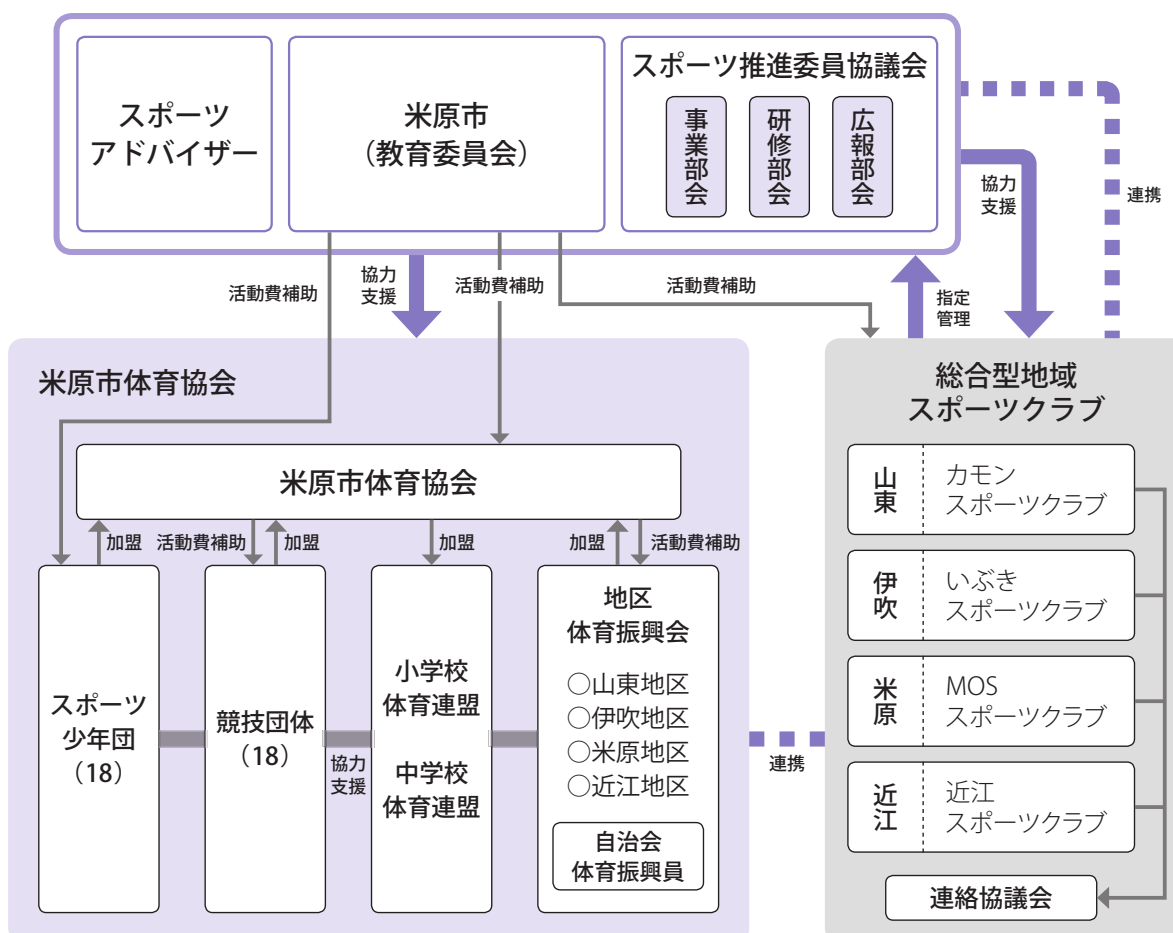 スポーツ
アドバイザー
米原市
（教育委員会）
スポーツ推進委員協議会
事業部会
研修部会
広報部会
協力
支援
連携
活動費補助
協力
支援
活動費補助
活動費補助
指定
管理
米原市体育協会
米原市体育協会
加盟
活動費補助
加盟
加盟
加盟
活動費補助
スポーツ
少年団
（18）
競技団体
（18）
協力
支援
小学校
体育連盟
中学校
体育連盟
地区
体育振興会
○山東地区
○伊吹地区
○米原地区
○近江地区
自治会
体育振興員
連携
総合型地域
スポーツクラブ
山東
カモン
スポーツクラブ
伊吹
いぶき
スポーツクラブ
米原
MOS
スポーツクラブ
近江
近江
スポーツクラブ
連絡協議会